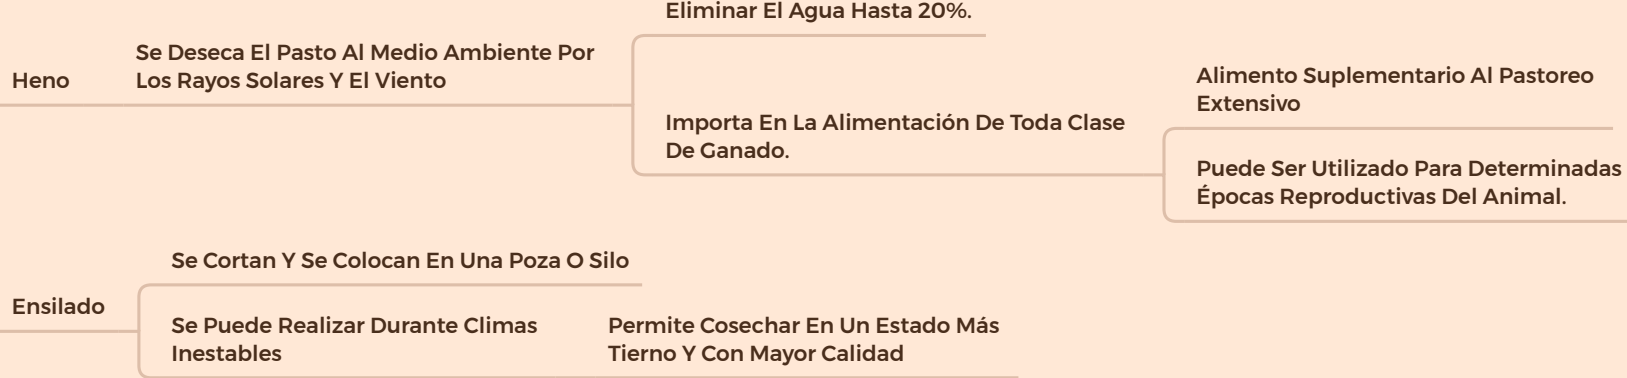 Eliminar El Agua Hasta 20%.
Heno
Se Deseca El Pasto Al Medio Ambiente Por
Los Rayos Solares Y El Viento
Importa En La Alimentación De Toda Clase
De Ganado.
Alimento Suplementario Al Pastoreo
Extensivo
Puede Ser Utilizado Para Determinadas
Épocas Reproductivas Del Animal.
Ensilado
Se Cortan Y Se Colocan En Una Poza O Silo
Se Puede Realizar Durante Climas
Inestables
Permite Cosechar En Un Estado Más
Tierno Y Con Mayor Calidad